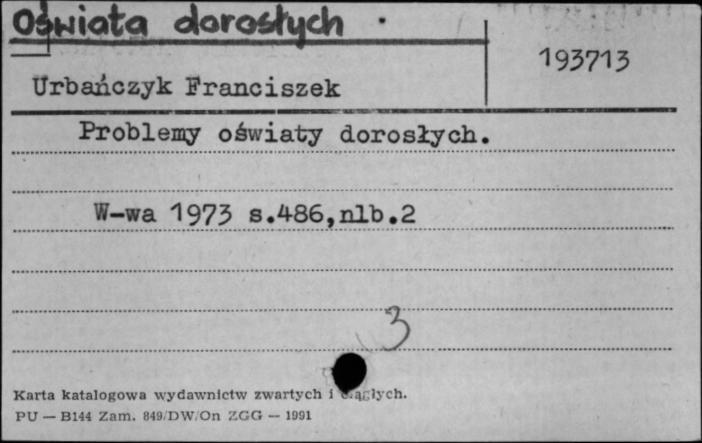 Oświata dorosłych
193713
Urbańczyk Franciszek
Problemy oświaty dorosłych.
W-wa 1973 s.486,nlb.2
3
Karta katalogowa wydawnictw zwartych i ciągłych.
PU — B144 Zam. 849/DW/On ZGG — 1991